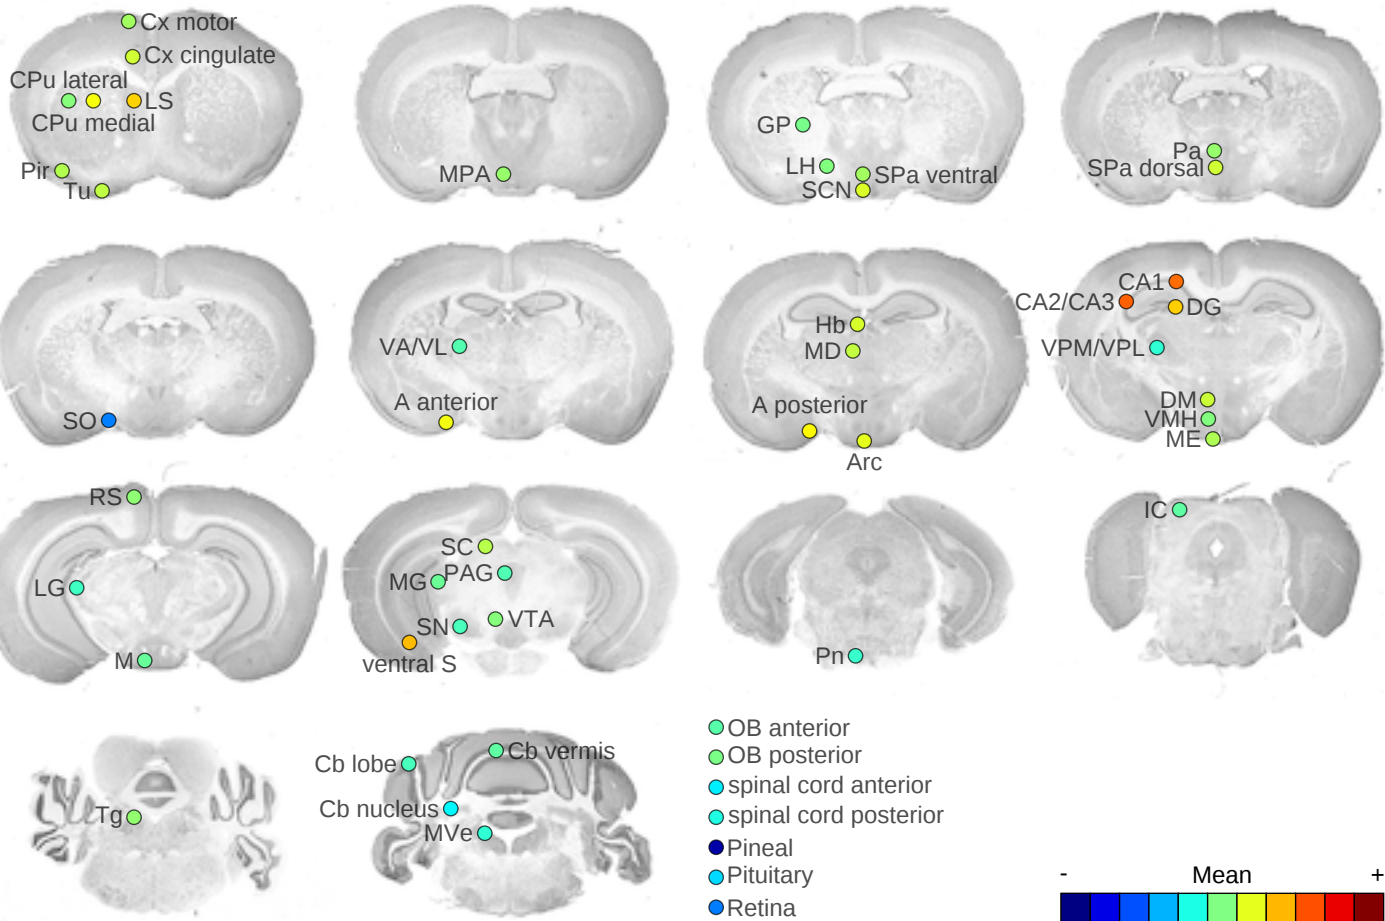 Cx motor
Cx cingulate
CPu lateral
LS
CPu medial
Pir
Tu
MPA
GP
LH
SPa ventral
SCN
Pa
SPa dorsal
SO
VA/VL
A anterior
Hb
MD
A posterior
Arc
CA1
CA2/CA3
DG
VPM/VPL
DM
VMH
ME
RS
LG
M
SC
MG
PAG
SN
VTA
ventral S
Pn
IC
Tg
Cb lobe
Cb vermis
Cb nucleus
MVe
OB anterior
OB posterior
spinal cord anterior
spinal cord posterior
Pineal
Pituitary
Retina
- Mean +